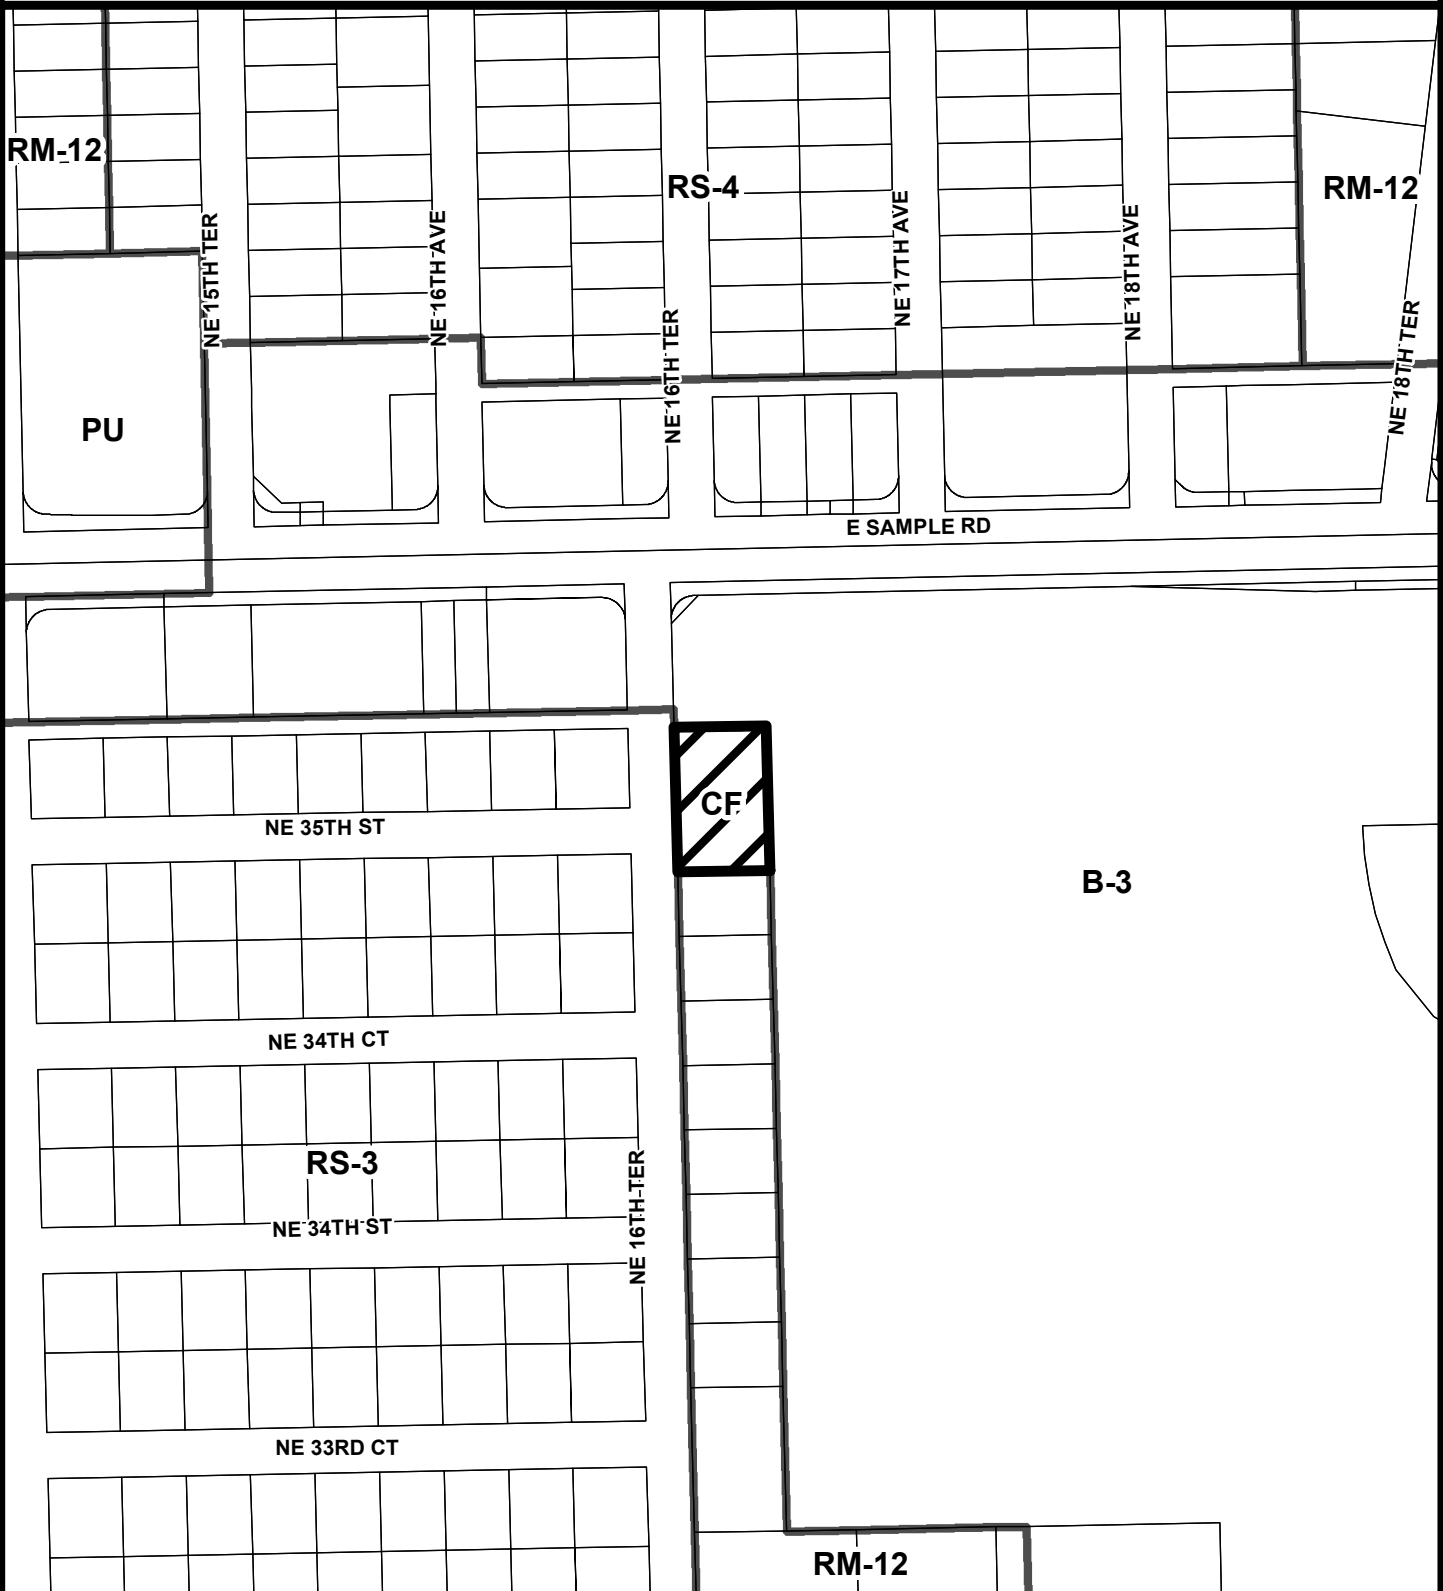 RM-12
RS-4
RM-12
NE 15TH TER
NE 16TH AVE
NE 17TH AVE
NE 18TH AVE
NE 16TH TER
NE 18TH TER
PU
E SAMPLE RD
CF
NE 35TH ST
B-3
NE 34TH CT
RS-3
NE 34TH ST
NE 16TH TER
NE 33RD CT
RM-12